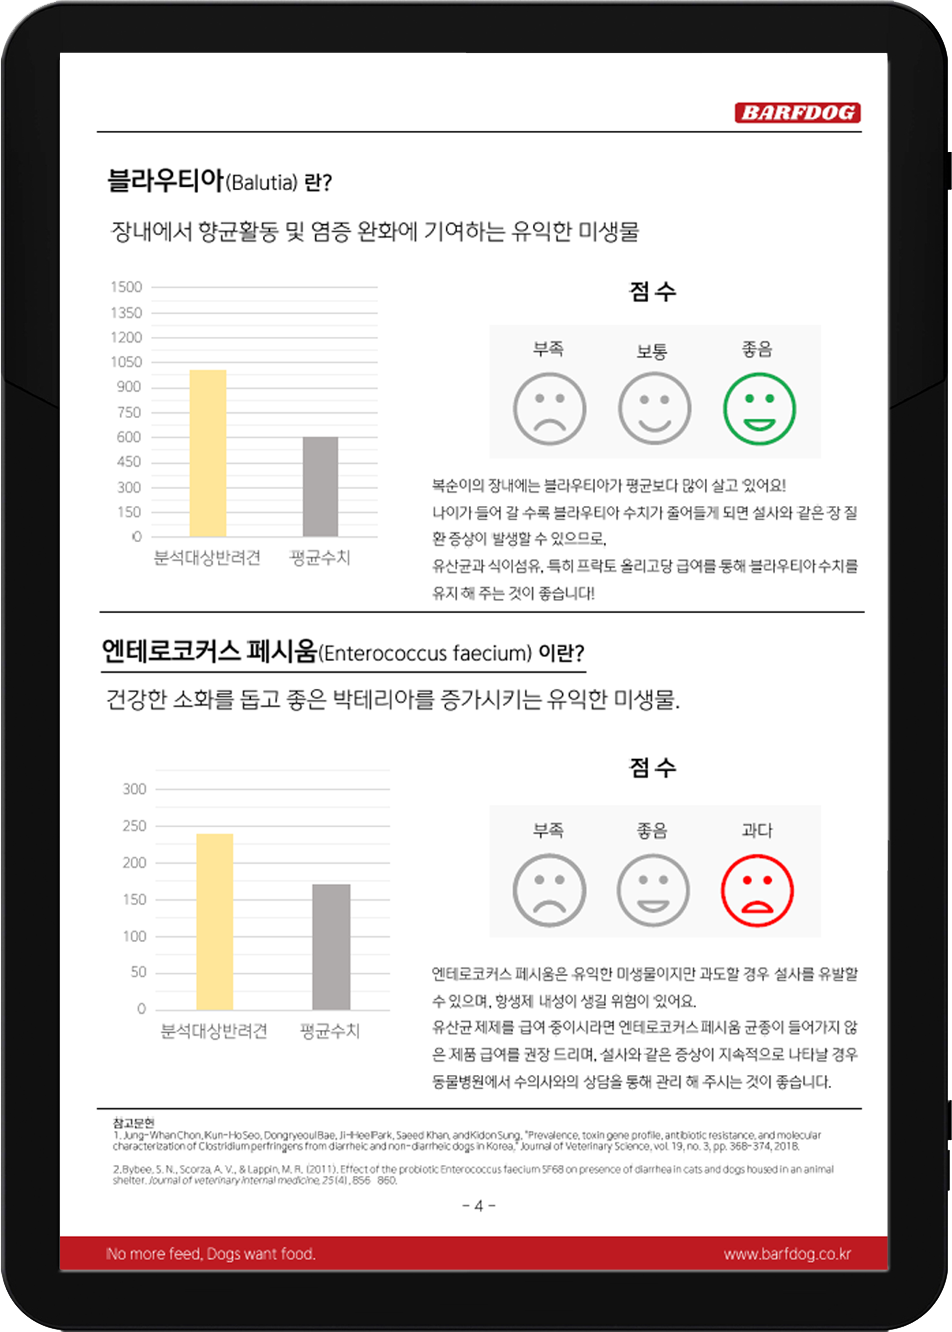 BARFDOG
블라우티아(Balutia) 란?
장내에서 향균활동 및 염증 완화에 기여하는 유익한 미생물
1500
1350
1200
1050
900
750
600
450
300
150
0
분석대상반려견 평균수치
점 수
부족 보통 좋음
복순이의 장내에는 블라우티아가 평균보다 많이 살고 있어요!
나이가 들어 갈 수록 블라우티아 수치가 줄어들게 되면 설사와 같은 장 질
환 증상이 발생할 수 있으므로,
유산균과 식이섬유, 특히 프락토 올리고당 급여를 통해 블라우티아 수치를
유지 해 주는 것이 좋습니다!
엔테로코커스 페시움(Enterococcus faecium) 이란?
건강한 소화를 돕고 좋은 박테리아를 증가시키는 유익한 미생물.
300
250
200
150
100
50
0
분석대상반려견 평균수치
점 수
부족 좋음 과다
엔테로코커스 페시움은 유익한 미생물이지만 과도할 경우 설사를 유발할
수 있으며, 항생제 내성이 생길 위험이 있어요.
유산균 제제를 급여 중이시라면 엔테로코커스 페시움 균종이 들어가지 않
은 제품 급여를 권장 드리며, 설사와 같은 증상이 지속적으로 나타날 경우
동물병원에서 수의사와의 상담을 통해 관리 해 주시는 것이 좋습니다.
참고문헌
1. Jung-Whan Chon, Kun-Ho Seo, Dongryeoul Bae, Ji-Hee Park, Saeed Khan, and Kidon Sung, "Prevalence, toxin gene profile, antibiotic resistance, and molecular
characterization of Clostridium perfringens from diarrheic and non-diarrheic dogs in Korea," Journal of Veterinary Science, vol. 19, no. 3, pp. 368-374, 2018.
2.Bybee, S. N., Scorza, A. V., & Lappin, M. R. (2011). Effect of the probiotic Enterococcus faecium SF68 on presence of diarrhea in cats and dogs housed in an animal
shelter. Journal of veterinary internal medicine, 25(4), 856 860.
- 4 -
No more feed, Dogs want food. www.barfdog.co.kr